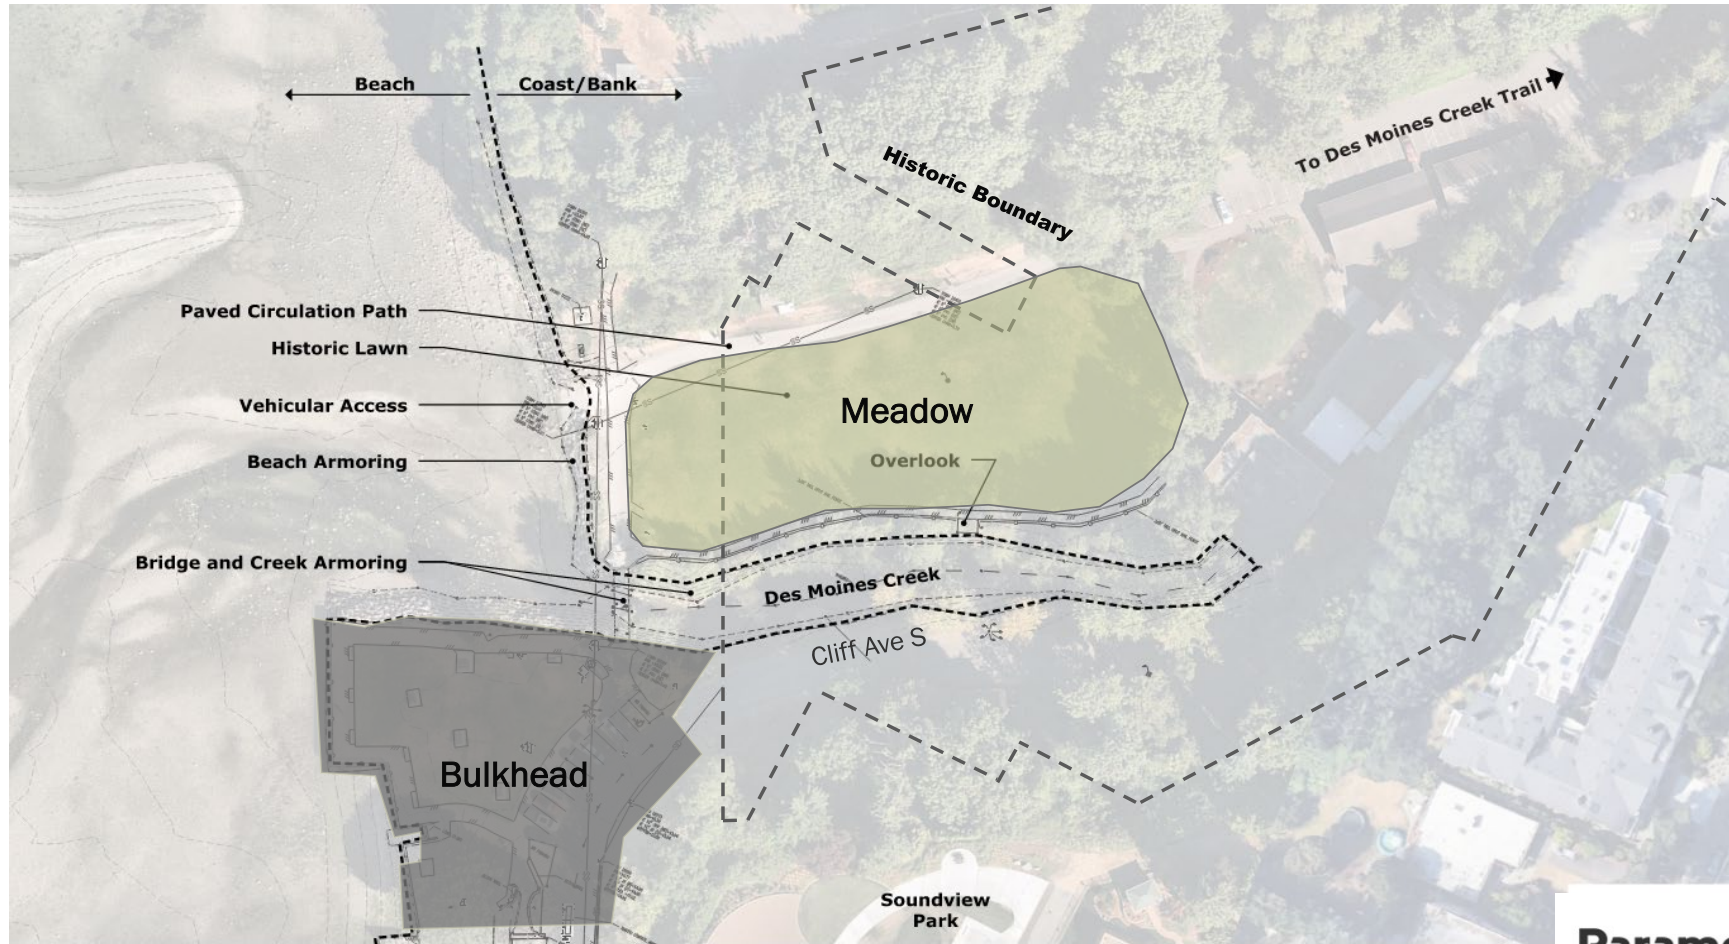 Beach
Coast/Bank
To Des Moines Creek Trail
Historic Boundary
Paved Circulation Path
Historic Lawn
Vehicular Access
Meadow
Beach Armoring
Overlook
Bridge and Creek Armoring
Des Moines Creek
Cliff Ave S
Bulkhead
Soundview
Park